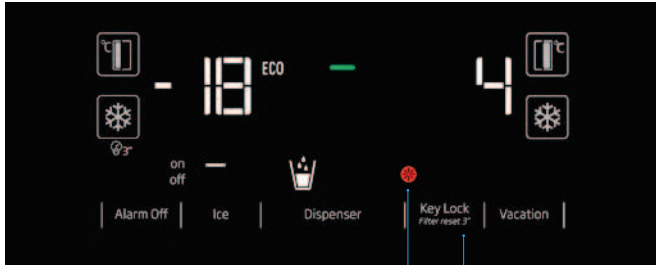 °C
-18
ECO
4
°C
3"
on
off
Alarm Off
Ice
Dispenser
Key Lock
Filter reset 3"
Vacation